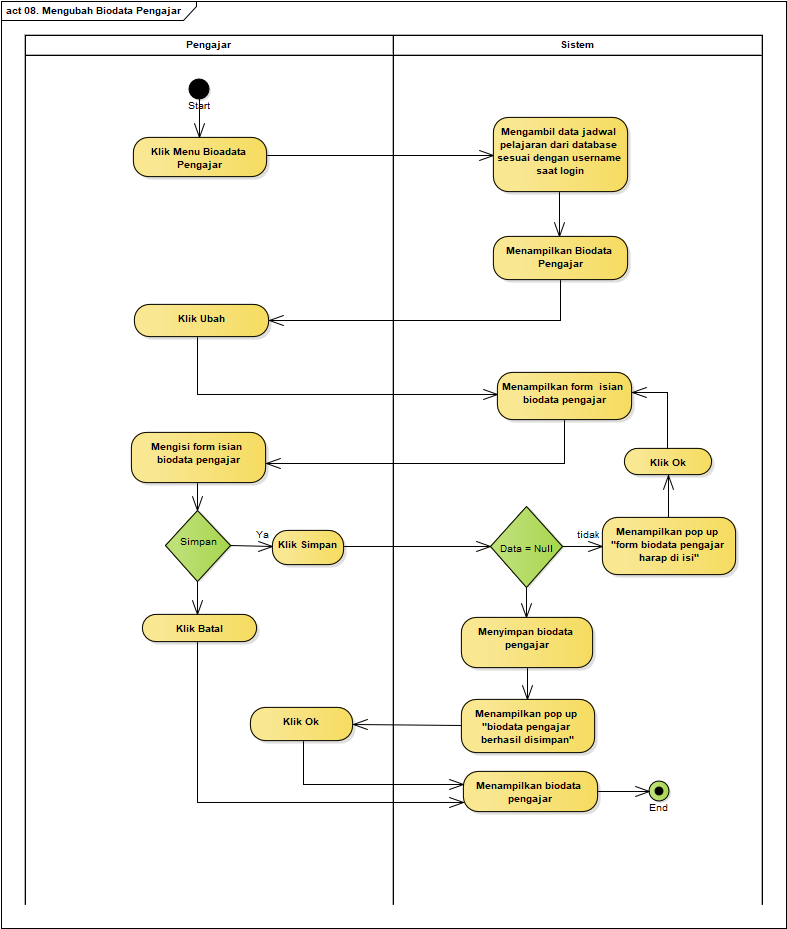 act 08. Mengubah Biodata Pengajar
Pengajar
Sistem
Start
Klik Menu Bioadata
Pengajar
Mengambil data jadwal
pelajaran dari database
sesuai dengan username
saat login
Menampilkan Biodata
Pengajar
Klik Ubah
Menampilkan form isian
biodata pengajar
Mengisi form isian
biodata pengajar
Klik Ok
Simpan
Ya
Klik Simpan
Data = Null
tidak
Menampilkan pop up
"form biodata pengajar
harap di isi"
Klik Batal
Menyimpan biodata
pengajar
Klik Ok
Menampilkan pop up
"biodata pengajar
berhasil disimpan"
Menampilkan biodata
pengajar
End